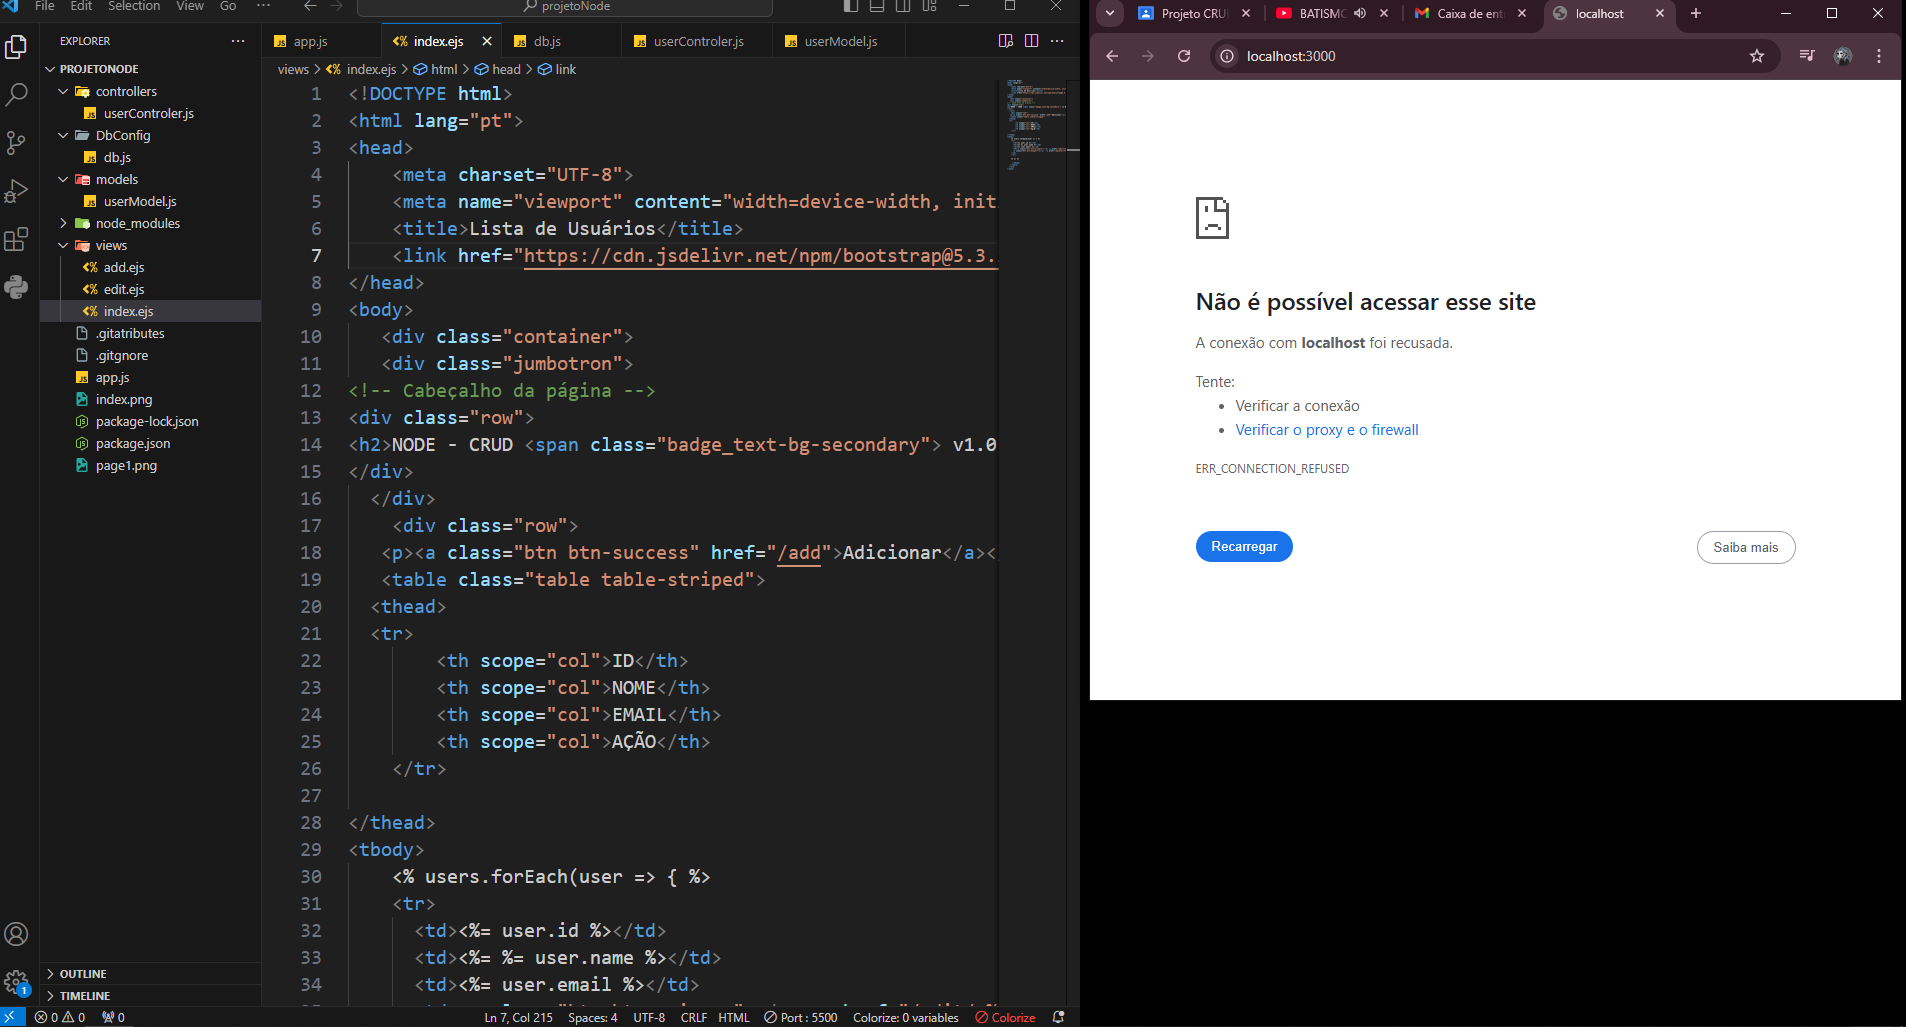 File Edit Selection View Go ··· projetoNode
EXPLORER ···
PROJETONODE
controllers
userControler.js
DbConfig
db.js
models
userModel.js
node_modules
views
add.ejs
edit.ejs
index.ejs
.gitatributes
.gitgnore
app.js
index.png
package-lock.json
package.json
page1.png
OUTLINE
TIMELINE
app.js index.ejs db.js userControler.js userModel.js
views > index.ejs > html > head > link
1 <!DOCTYPE html>
2 <html lang="pt">
3 <head>
4 <meta charset="UTF-8">
5 <meta name="viewport" content="width=device-width, init
6 <title>Lista de Usuários</title>
7 <link href="https://cdn.jsdelivr.net/npm/bootstrap@5.3.
8 </head>
9 <body>
10 <div class="container">
11 <div class="jumbotron">
12 <!-- Cabeçalho da página -->
13 <div class="row">
14 <h2>NODE - CRUD <span class="badge_text-bg-secondary"> v1.0
15 </div>
16 </div>
17 <div class="row">
18 <p><a class="btn btn-success" href="/add">Adicionar</a><
19 <table class="table table-striped">
20 <thead>
21 <tr>
22 <th scope="col">ID</th>
23 <th scope="col">NOME</th>
24 <th scope="col">EMAIL</th>
25 <th scope="col">AÇÃO</th>
26 </tr>
27
28 </thead>
29 <tbody>
30 <% users.forEach(user => { %>
31 <tr>
32 <td><%= user.id %></td>
33 <td><%= %= user.name %></td>
34 <td><%= user.email %></td>
1
0 0 0 Ln 7, Col 215 Spaces: 4 UTF-8 CRLF HTML Port : 5500 Colorize: 0 variables Colorize
Projeto CRU BATISMO Caixa de ent localhost
localhost:3000
Não é possível acessar esse site
A conexão com localhost foi recusada.
Tente:
• Verificar a conexão
• Verificar o proxy e o firewall
ERR_CONNECTION_REFUSED
Recarregar Saiba mais